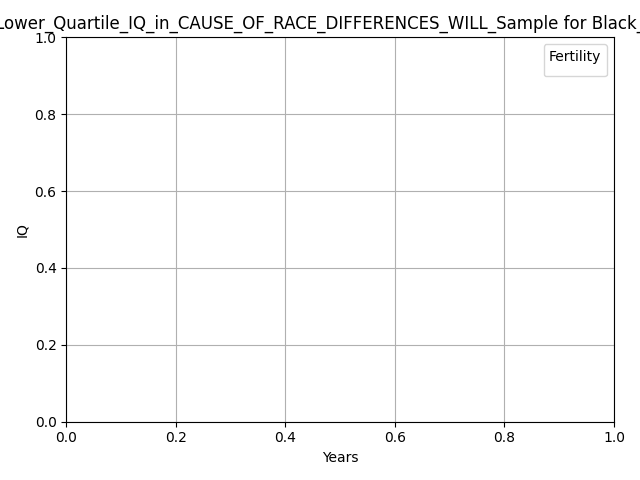 Lower_Quartile_IQ_in_CAUSE_OF_RACE_DIFFERENCES_WILL_Sample for Black_
1.0
Fertility
0.8
0.6
IQ
0.4
0.2
0.0
0.0 0.2 0.4 0.6 0.8 1.0
Years